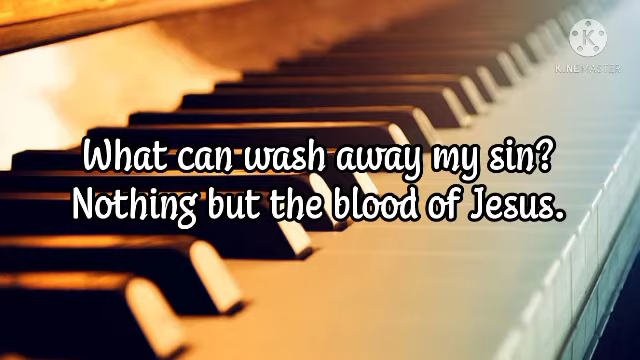 K
KINEMASTER
What can wash away my sin?
Nothing but the blood of Jesus.